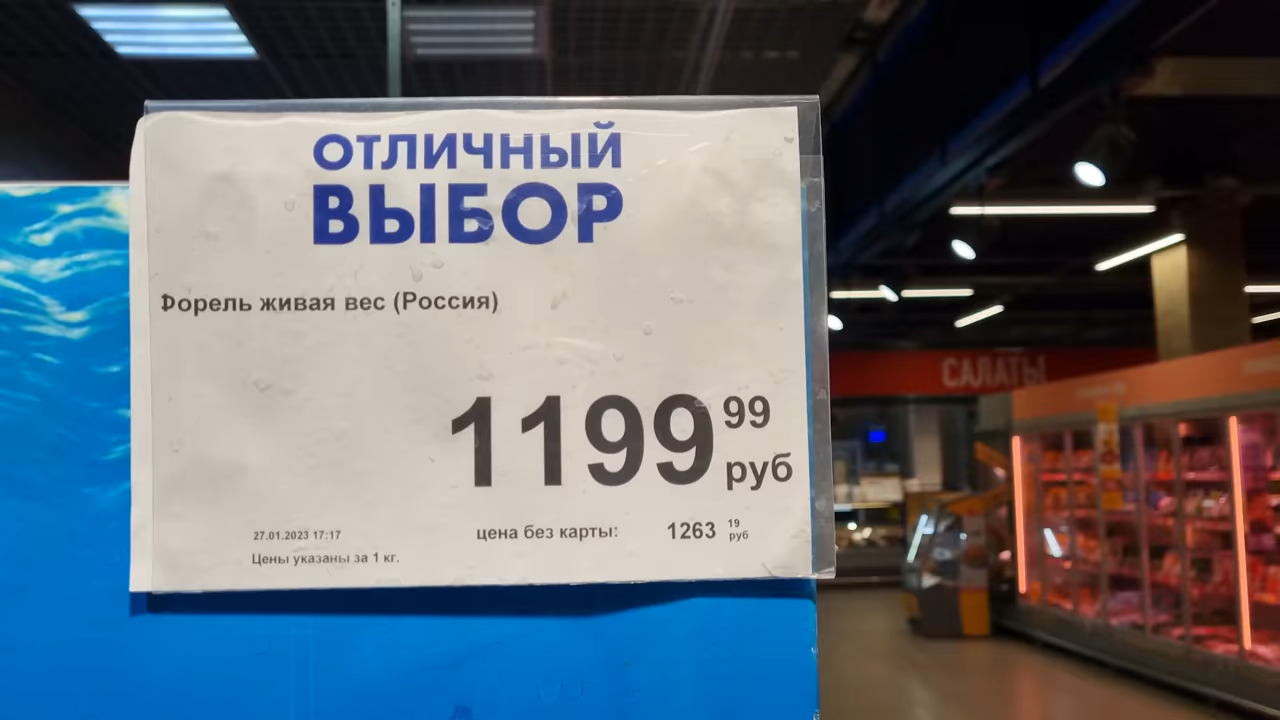 ОТЛИЧНЫЙ
ВЫБОР
Форель живая вес (Россия)
1199 99
руб
27.01.2023 17:17
цена без карты: 1263 19
руб
Цены указаны за 1 кг.
САЛАТЫ